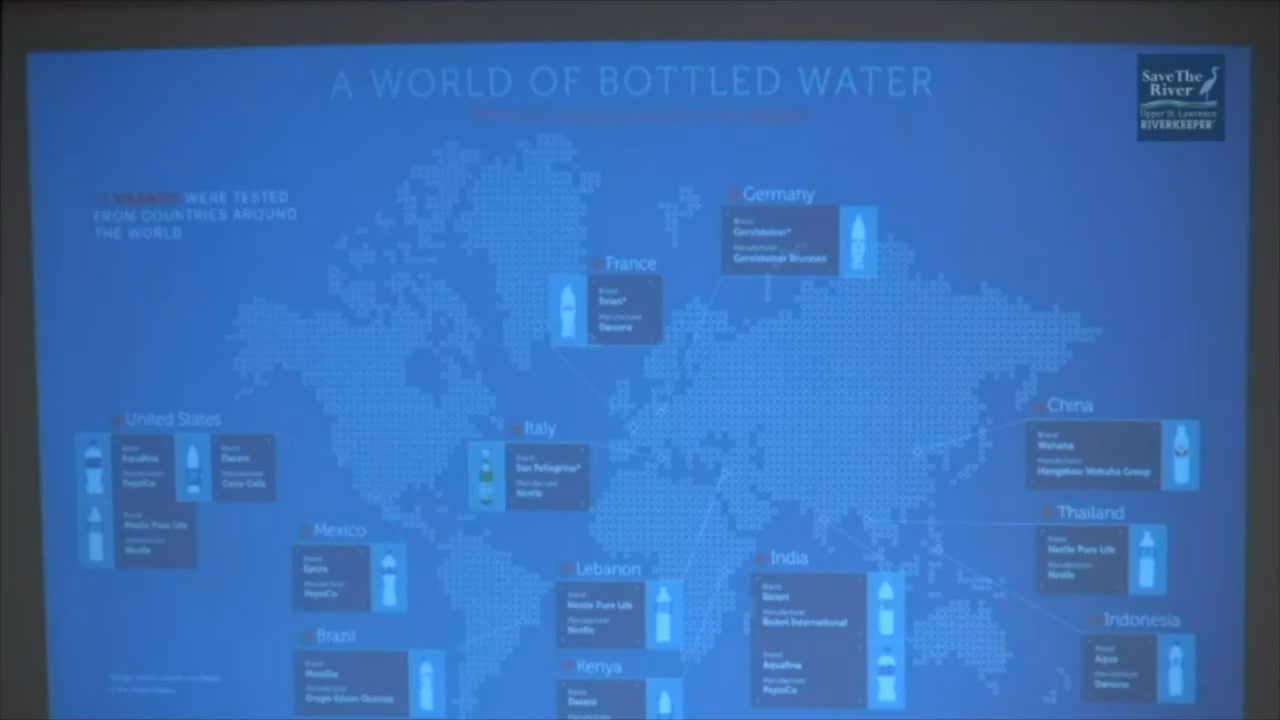 A WORLD OF BOTTLED WATER
SaveThe
River
Upper St. Lawrence
RIVERKEEPER
WERE TESTED
FROM COUNTRIES AROUND
THE WORLD
Germany
Brand
Gerolsteiner*
Manufacturer
Gerolsteiner Brunnen
France
Brand
Evian*
Manufacturer
Danone
United States
Brand
Aquafina
Manufacturer
PepsiCo
Brand
Dasani
Manufacturer
Coca-Cola
Brand
Nestle Pure Life
Manufacturer
Nestle
Italy
Brand
San Pellegrino*
Manufacturer
Nestle
China
Brand
Wahaha
Manufacturer
Hangzhou Wahaha Group
Thailand
Brand
Nestle Pure Life
Manufacturer
Nestle
Mexico
Brand
Epura
Manufacturer
PepsiCo
Lebanon
Brand
Nestle Pure Life
Manufacturer
Nestle
India
Brand
Bisleri
Manufacturer
Bisleri International
Brand
Aquafina
Manufacturer
PepsiCo
Indonesia
Brand
Aqua
Manufacturer
Danone
Brazil
Brand
Minalba
Manufacturer
Grupo Edson Queiroz
Kenya
Brand
Dasani
Manufacturer